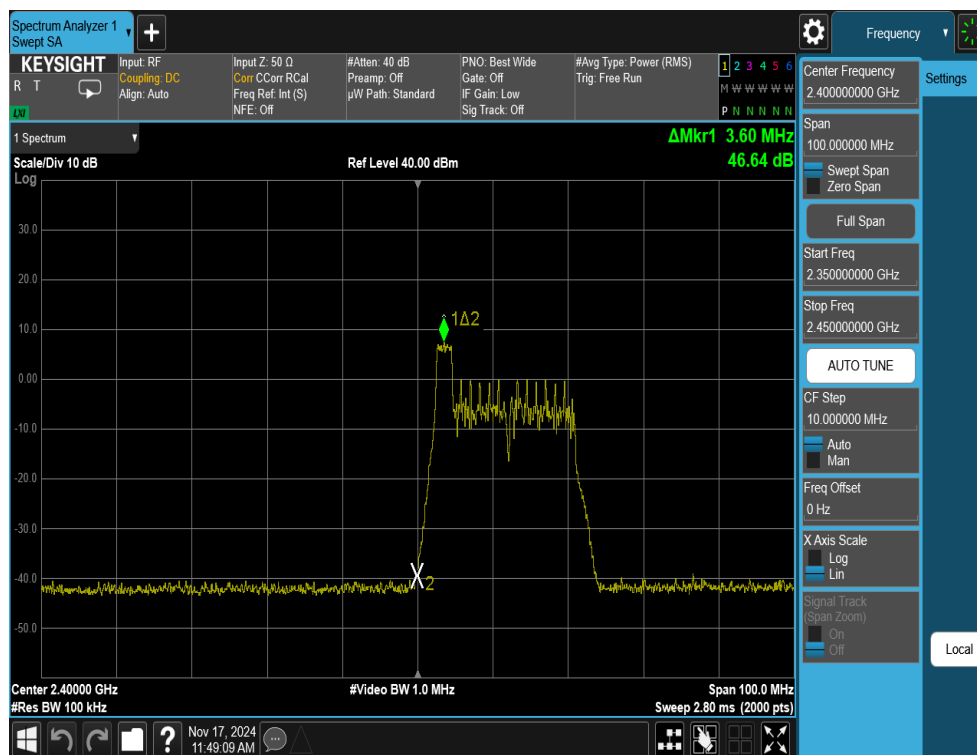 Spectrum Analyzer 1
Swept SA
+
Frequency
KEYSIGHT
R T
LXI
Input: RF
Coupling: DC
Align: Auto
Input Z: 50 Ω
Corr CCorr RCal
Freq Ref: Int (S)
NFE: Off
#Atten: 40 dB
Preamp: Off
µW Path: Standard
PNO: Best Wide
Gate: Off
IF Gain: Low
Sig Track: Off
#Avg Type: Power (RMS)
Trig: Free Run
1 2 3 4 5 6
M W W W W W
P N N N N N
1 Spectrum
Scale/Div 10 dB
Log
Ref Level 40.00 dBm
ΔMkr1 3.60 MHz
46.64 dB
30.0
20.0
10.0
0.00
-10.0
-20.0
-30.0
-40.0
-50.0
1Δ2
2
Center 2.40000 GHz
#Res BW 100 kHz
#Video BW 1.0 MHz
Span 100.0 MHz
Sweep 2.80 ms (2000 pts)
Center Frequency
2.400000000 GHz
Settings
Span
100.000000 MHz
Swept Span
Zero Span
Full Span
Start Freq
2.350000000 GHz
Stop Freq
2.450000000 GHz
AUTO TUNE
CF Step
10.000000 MHz
Auto
Man
Freq Offset
0 Hz
X Axis Scale
Log
Lin
Signal Track
(Span Zoom)
On
Off
Local
?
Nov 17, 2024
11:49:09 AM